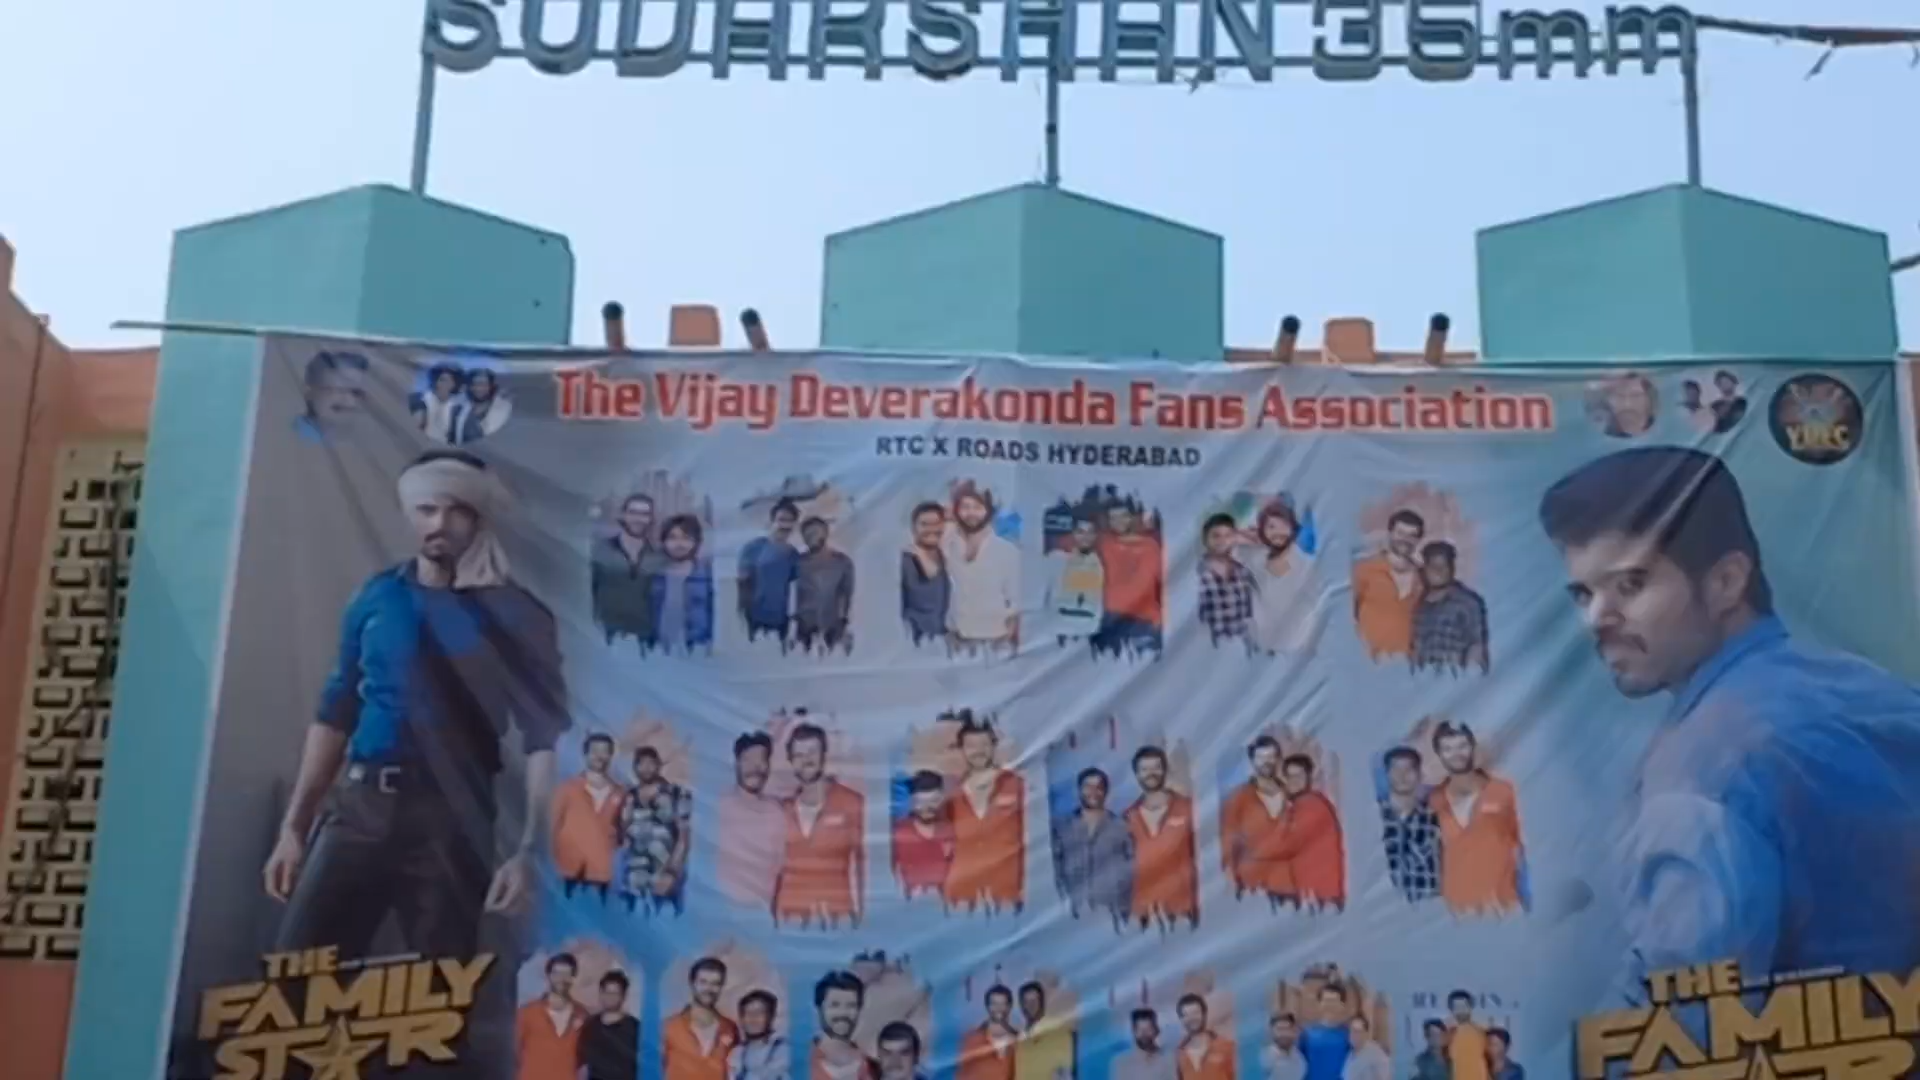 SUDARSHAN 35mm
The Vijay Deverakonda Fans Association
RTC X ROADS HYDERABAD
THE
FAMILY
STAR
THE
FAMILY
STAR